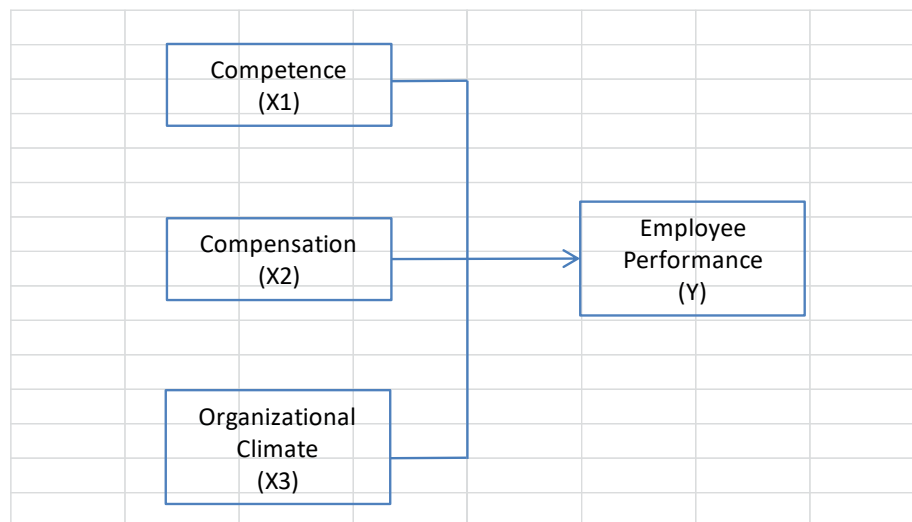 Competence
(X1)
Compensation
(X2)
Employee
Performance
(Y)
Organizational
Climate
(X3)